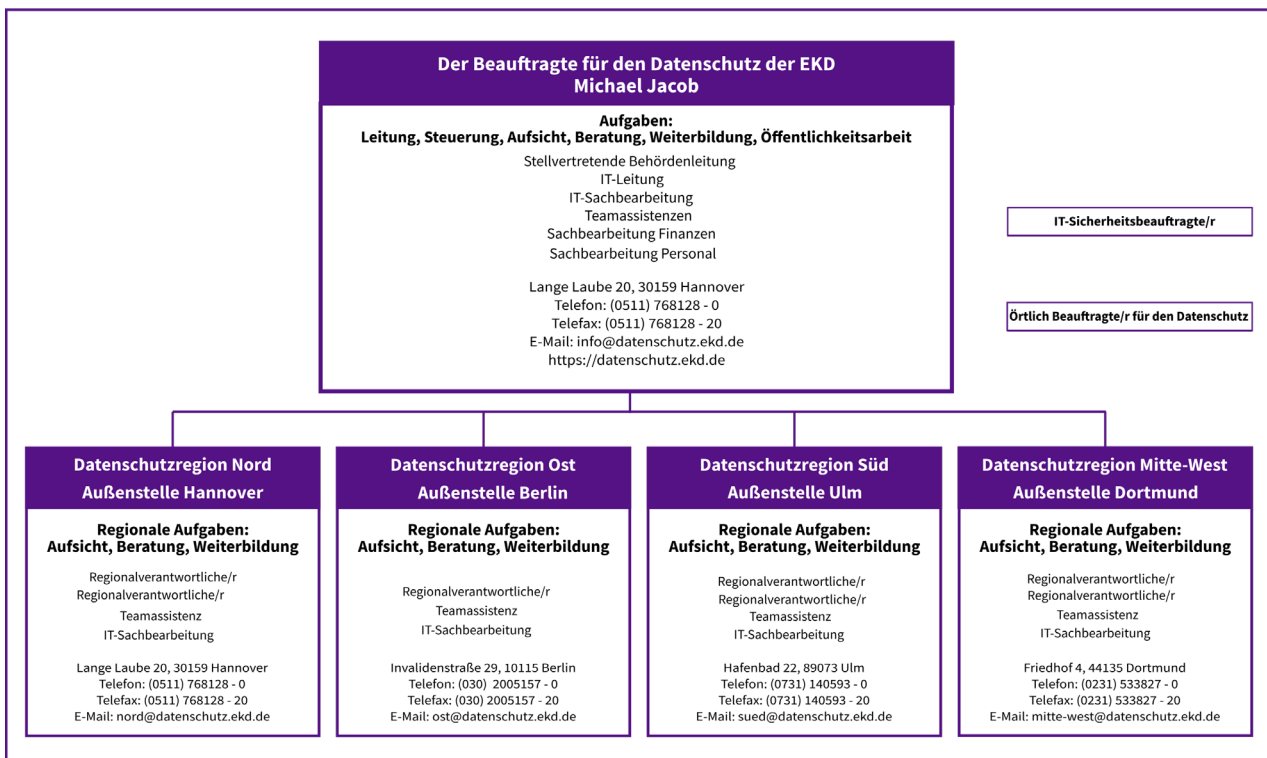 Der Beauftragte für den Datenschutz der EKD
Michael Jacob
Aufgaben:
Leitung, Steuerung, Aufsicht, Beratung, Weiterbildung, Öffentlichkeitsarbeit
Stellvertretende Behördenleitung
IT-Leitung
IT-Sachbearbeitung
Teamassistenzen
Sachbearbeitung Finanzen
Sachbearbeitung Personal
Lange Laube 20, 30159 Hannover
Telefon: (0511) 768128 - 0
Telefax: (0511) 768128 - 20
E-Mail: info@datenschutz.ekd.de
https://datenschutz.ekd.de
IT-Sicherheitsbeauftragte/r
Örtlich Beauftragte/r für den Datenschutz
Datenschutzregion Nord
Außenstelle Hannover
Regionale Aufgaben:
Aufsicht, Beratung, Weiterbildung
Regionalverantwortliche/r
Regionalverantwortliche/r
Teamassistenz
IT-Sachbearbeitung
Lange Laube 20, 30159 Hannover
Telefon: (0511) 768128 - 0
Telefax: (0511) 768128 - 20
E-Mail: nord@datenschutz.ekd.de
Datenschutzregion Ost
Außenstelle Berlin
Regionale Aufgaben:
Aufsicht, Beratung, Weiterbildung
Regionalverantwortliche/r
Teamassistenz
IT-Sachbearbeitung
Invalidenstraße 29, 10115 Berlin
Telefon: (030) 2005157 - 0
Telefax: (030) 2005157 - 20
E-Mail: ost@datenschutz.ekd.de
Datenschutzregion Süd
Außenstelle Ulm
Regionale Aufgaben:
Aufsicht, Beratung, Weiterbildung
Regionalverantwortliche/r
Regionalverantwortliche/r
Teamassistenz
IT-Sachbearbeitung
Hafenbad 22, 89073 Ulm
Telefon: (0731) 140593 - 0
Telefax: (0731) 140593 - 20
E-Mail: sued@datenschutz.ekd.de
Datenschutzregion Mitte-West
Außenstelle Dortmund
Regionale Aufgaben:
Aufsicht, Beratung, Weiterbildung
Regionalverantwortliche/r
Regionalverantwortliche/r
Teamassistenz
IT-Sachbearbeitung
Friedhof 4, 44135 Dortmund
Telefon: (0231) 533827 - 0
Telefax: (0231) 533827 - 20
E-Mail: mitte-west@datenschutz.ekd.de